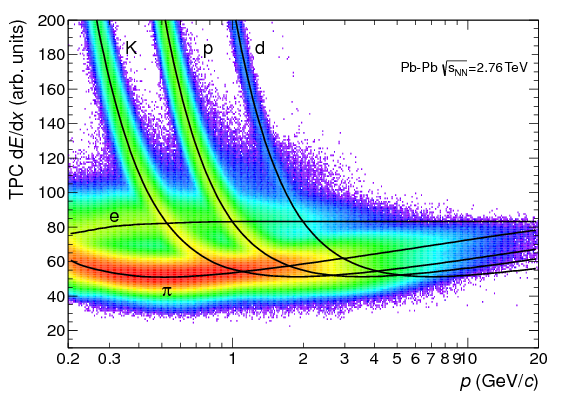 TPC dE/dx (arb. units)
200
180
160
140
120
100
80
60
40
20
K
p
d
Pb-Pb √sNN=2.76 TeV
e
π
0.2 0.3 1 2 3 4 5 6 7 8 9 10 20
p (GeV/c)